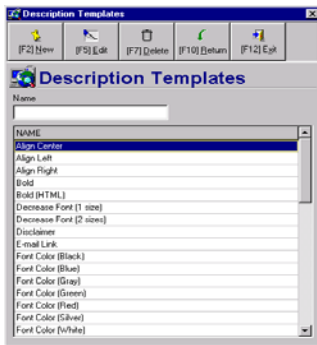 Description Templates
[F2] New [F5] Edit [F7] Delete [F10] Return [F12] Exit
Description Templates
Name
NAME
Align Center
Align Left
Align Right
Bold
Bold (HTML)
Decrease Font (1 size)
Decrease Font (2 sizes)
Disclaimer
E-mail Link
Font Color (Black)
Font Color (Blue)
Font Color (Gray)
Font Color (Green)
Font Color (Red)
Font Color (Silver)
Font Color (White)